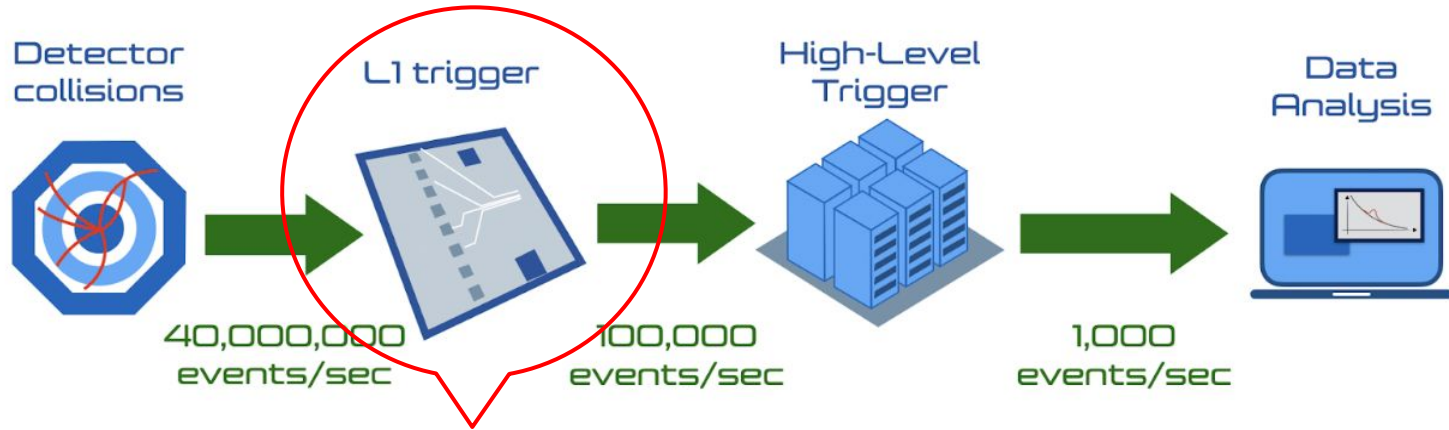 Detector
collisions
L1 trigger
High-Level
Trigger
Data
Analysis
40,000,000
events/sec
100,000
events/sec
1,000
events/sec